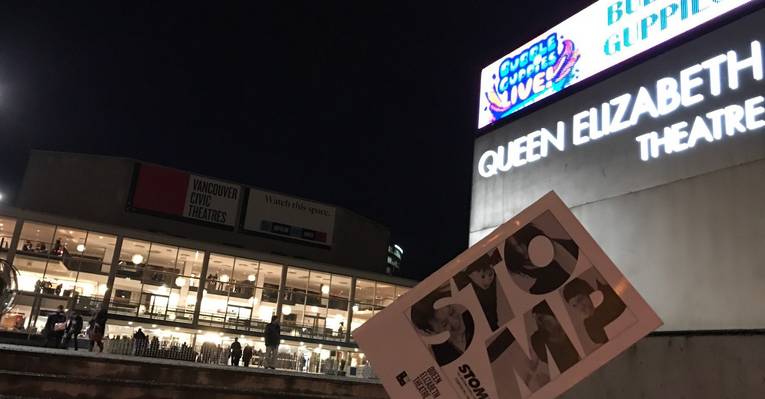 BUBBLE
GUPPIES
BUBBLE
GUPPIES
LIVE!
QUEEN ELIZABETH
THEATRE
VANCOUVER
CIVIC
THEATRES
Watch this space.
STOMP
STOMP
QUEEN
ELIZABETH
THEATRE